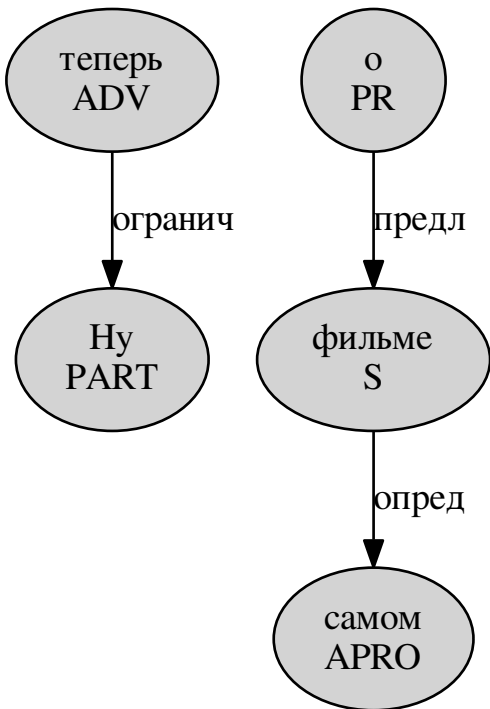 теперь
ADV
о
PR
огранич
предл
Ну
PART
фильме
S
опред
самом
APRO